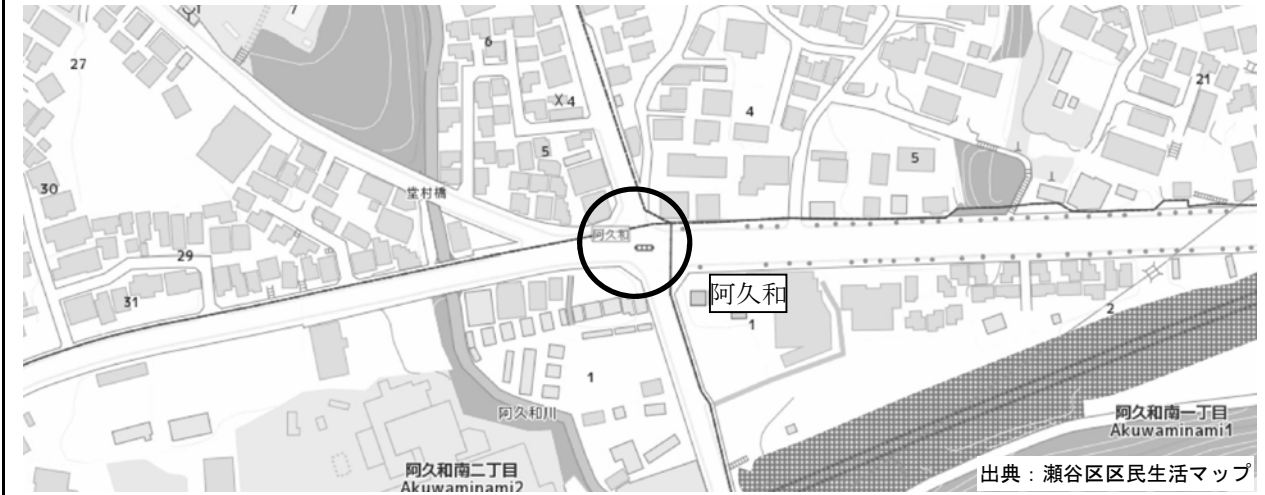 7
27
6
21
4
4
5
5
30
堂村橋
阿久和
29
31
阿久和
2
1
1
阿久和川
阿久和南一丁目
Akuwaminami1
阿久和南二丁目
Akuwaminami2
出典：瀬谷区区民生活マップ